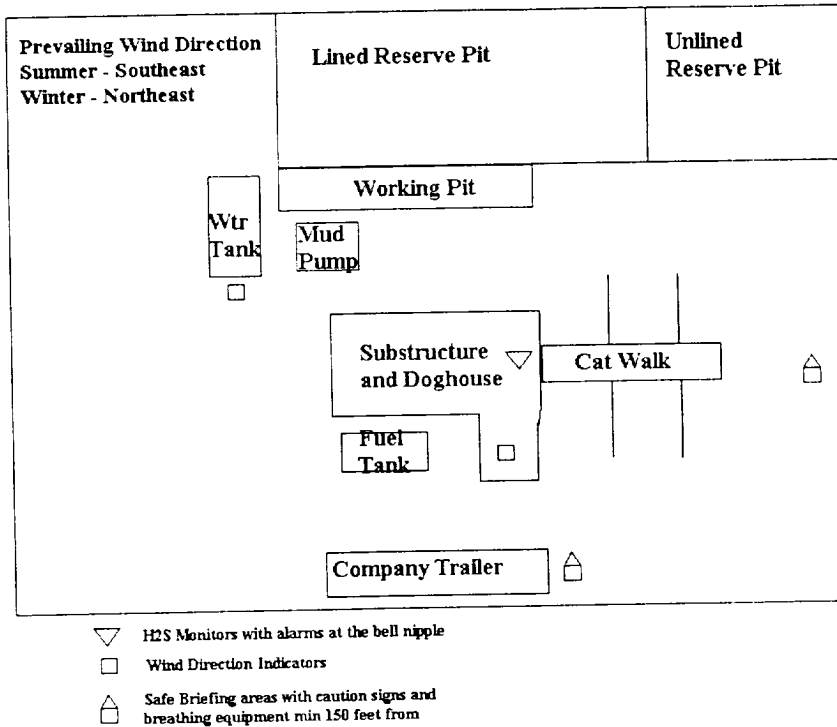 Prevailing Wind Direction
Summer - Southeast
Winter - Northeast
Lined Reserve Pit
Unlined
Reserve Pit
Working Pit
Wtr
Tank
Mud
Pump
Substructure
and Doghouse
Cat Walk
Fuel
Tank
Company Trailer
H2S Monitors with alarms at the bell nipple
Wind Direction Indicators
Safe Briefing areas with caution signs and
breathing equipment min 150 feet from